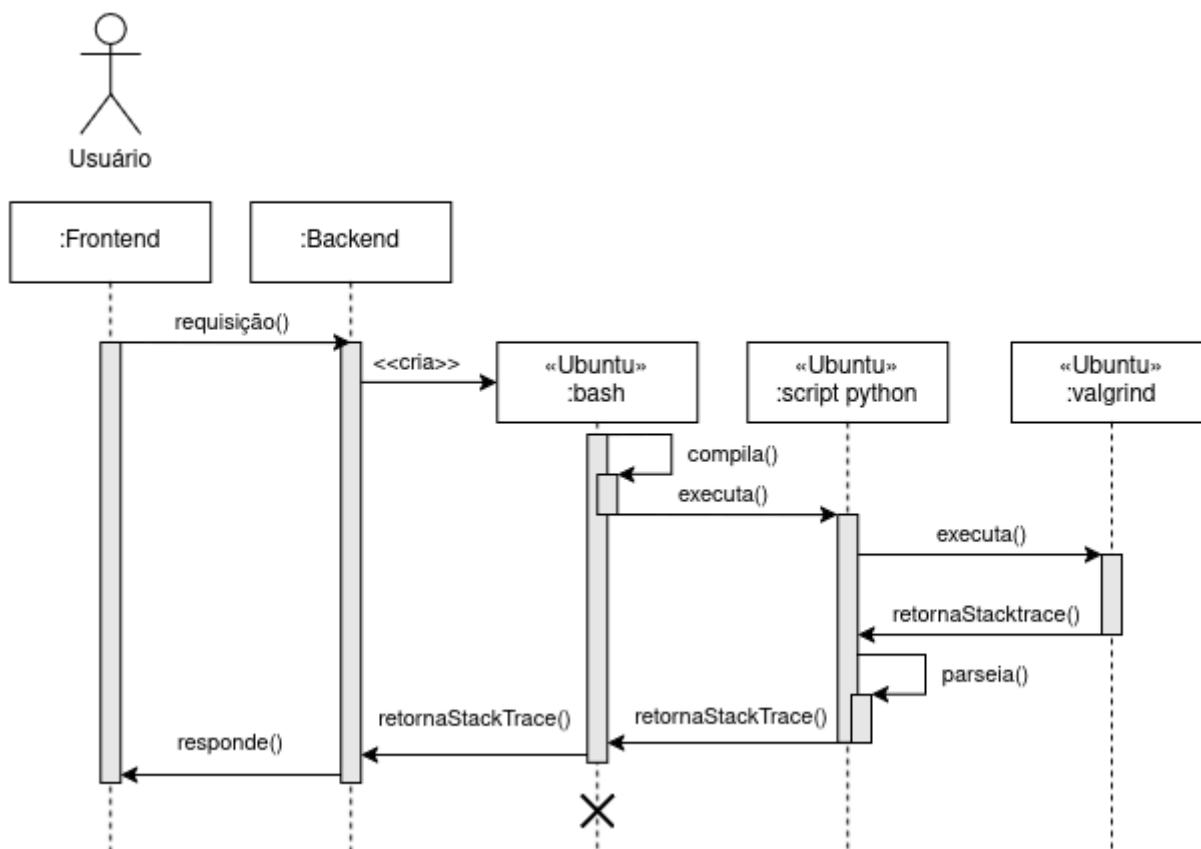 Usuário
:Frontend
:Backend
requisição()
<<cria>>
«Ubuntu»
:bash
«Ubuntu»
:script python
«Ubuntu»
:valgrind
compila()
executa()
executa()
retornaStacktrace()
parseia()
retornaStackTrace()
retornaStackTrace()
responde()